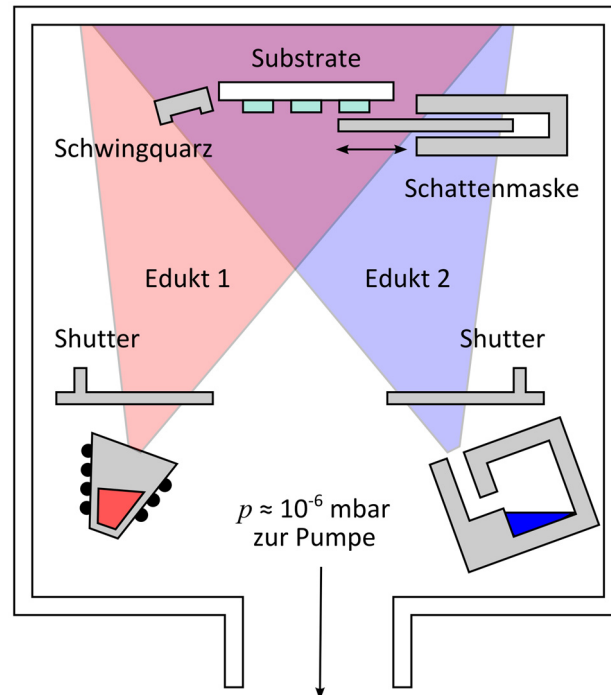 Substrate
Schwingquarz
Schattenmaske
Edukt 1
Edukt 2
Shutter
Shutter
p ≈ 10⁻⁶ mbar
zur Pumpe